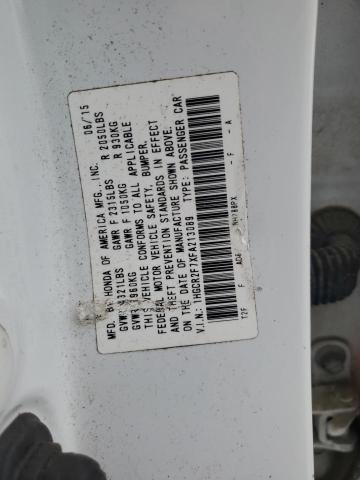 MFD. BY HONDA OF AMERICA MFG., INC. 06/15
GVWR 4321LBS GAWR F 2315LBS R 2050LBS
GVWR 1960KG GAWR F 1050KG R 930KG
THIS VEHICLE CONFORMS TO ALL APPLICABLE
FEDERAL MOTOR VEHICLE SAFETY, BUMPER,
AND THEFT PREVENTION STANDARDS IN EFFECT
ON THE DATE OF MANUFACTURE SHOWN ABOVE.
V.I.N.: 1HGCR2F7XFA213089 TYPE: PASSENGER CAR
T2F F F A